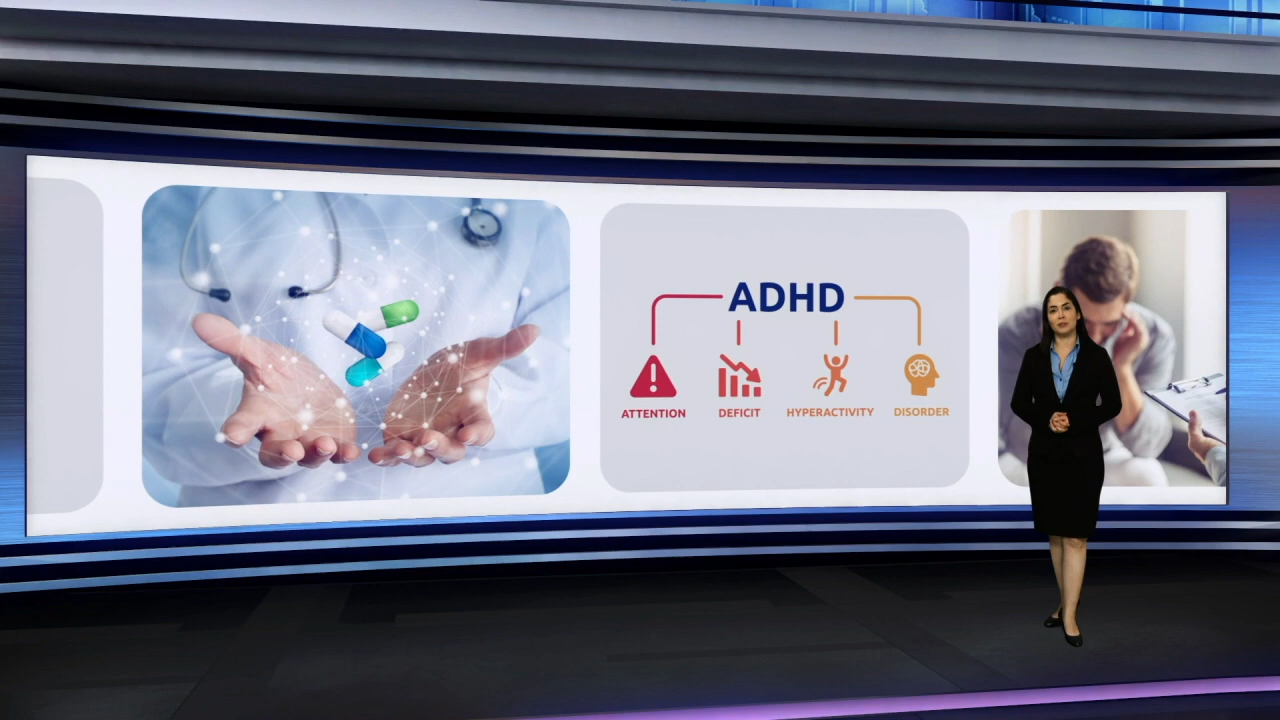 ADHD
ATTENTION
DEFICIT
HYPERACTIVITY
DISORDER